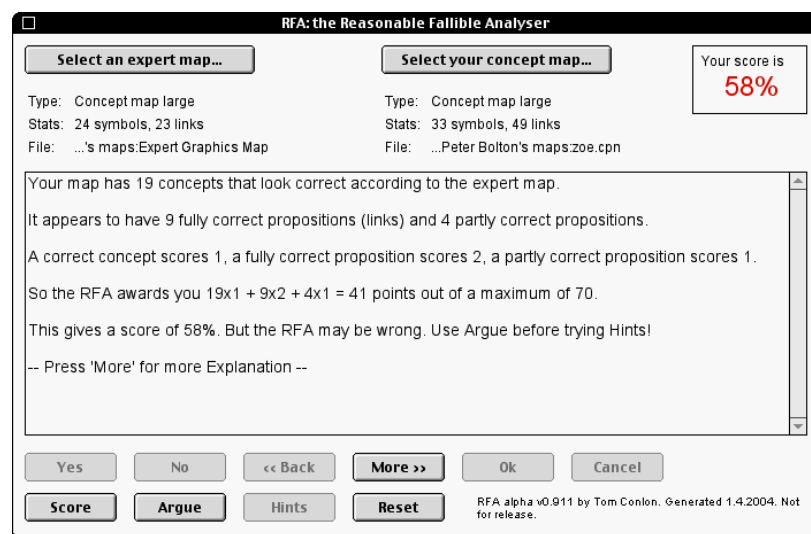 RFA: the Reasonable Fallible Analyser
Select an expert map...
Select your concept map...
Your score is
58%
Type: Concept map large
Stats: 24 symbols, 23 links
File: ...'s maps:Expert Graphics Map
Type: Concept map large
Stats: 33 symbols, 49 links
File: ...Peter Bolton's maps:zoe.cpn
Your map has 19 concepts that look correct according to the expert map.
It appears to have 9 fully correct propositions (links) and 4 partly correct propositions.
A correct concept scores 1, a fully correct proposition scores 2, a partly correct proposition scores 1.
So the RFA awards you 19x1 + 9x2 + 4x1 = 41 points out of a maximum of 70.
This gives a score of 58%. But the RFA may be wrong. Use Argue before trying Hints!
-- Press 'More' for more Explanation --
Yes
No
<< Back
More >>
Ok
Cancel
Score
Argue
Hints
Reset
RFA alpha v0.911 by Tom Conlon. Generated 1.4.2004. Not
for release.